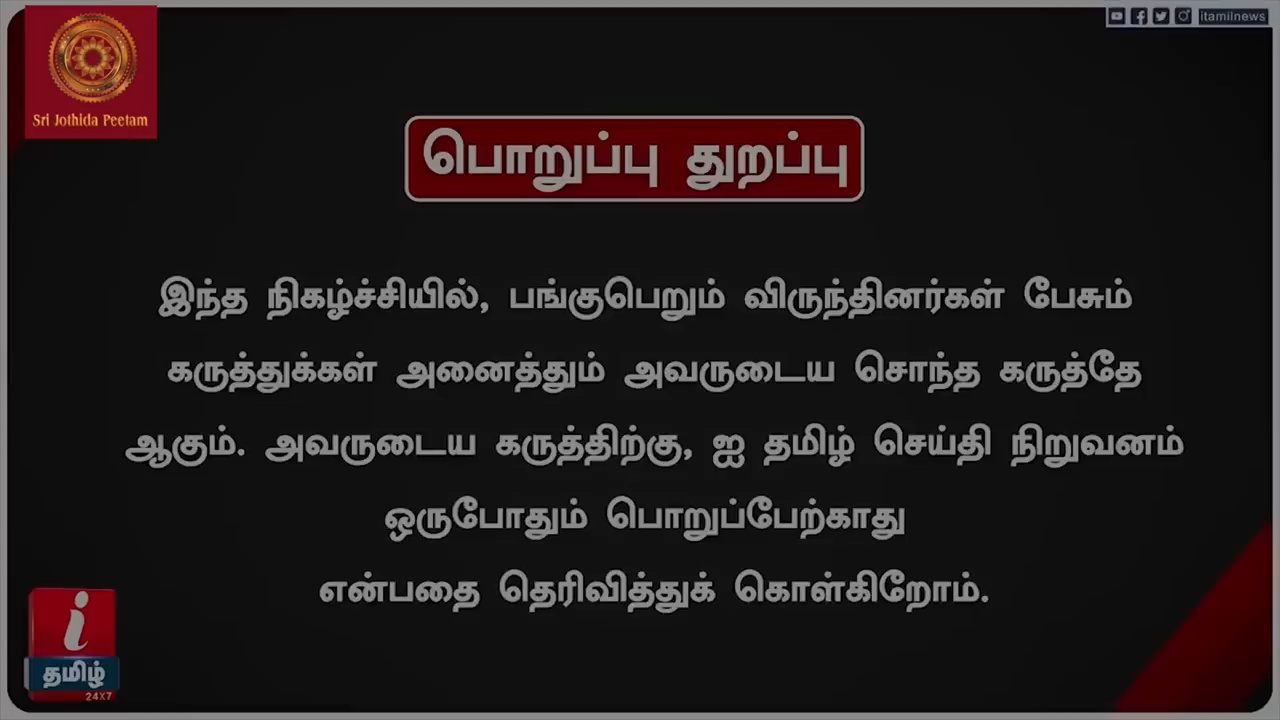 itamilnews
Sri Jothida Peetam
பொறுப்பு துறப்பு
இந்த நிகழ்ச்சியில், பங்குபெறும் விருந்தினர்கள் பேசும்
கருத்துக்கள் அனைத்தும் அவருடைய சொந்த கருத்தே
ஆகும். அவருடைய கருத்திற்கு, ஐ தமிழ் செய்தி நிறுவனம்
ஒருபோதும் பொறுப்பேற்காது
என்பதை தெரிவித்துக் கொள்கிறோம்.
i
தமிழ்
24X7